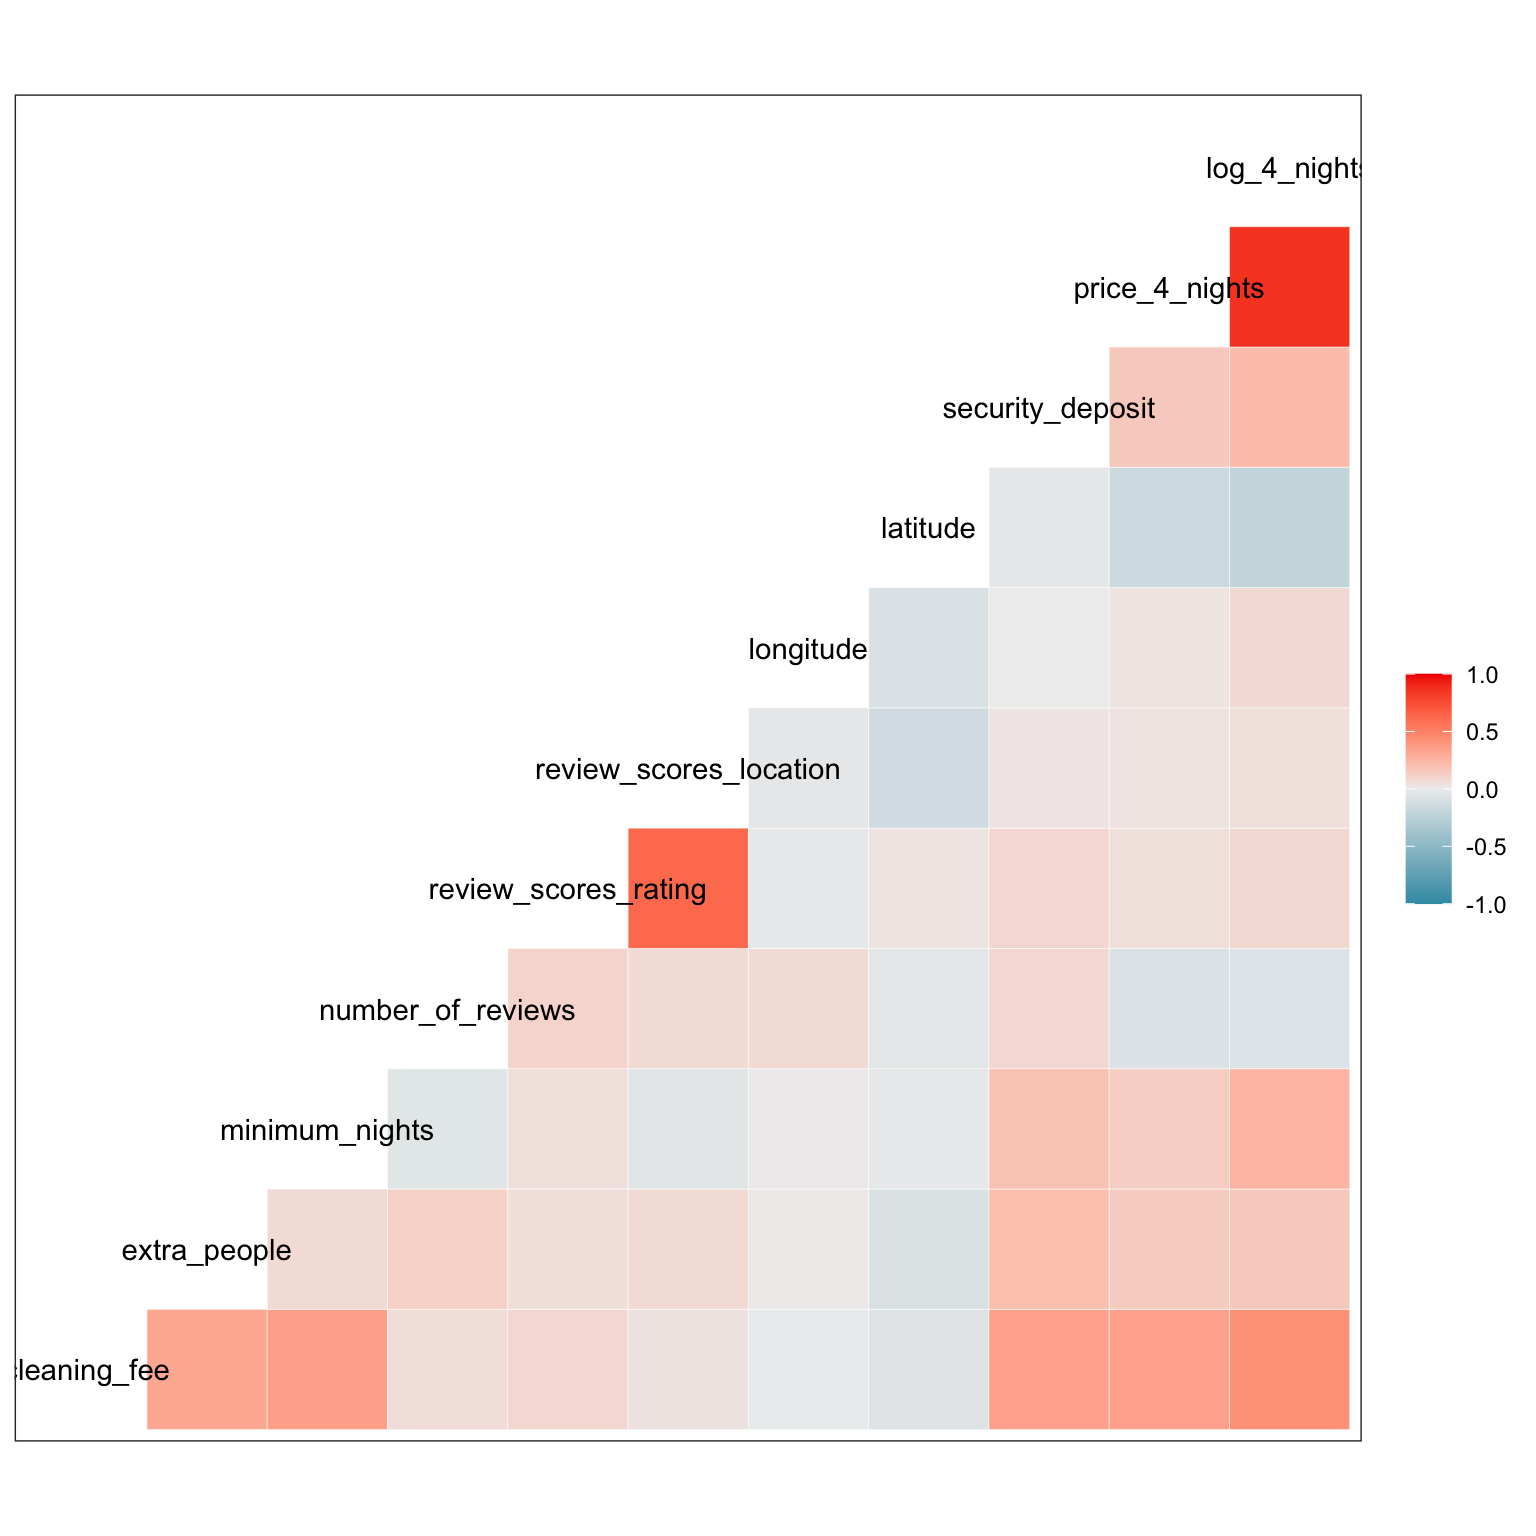 log_4_nights
price_4_nights
security_deposit
latitude
longitude
review_scores_location
review_scores_rating
number_of_reviews
minimum_nights
extra_people
cleaning_fee
1.0
0.5
0.0
-0.5
-1.0